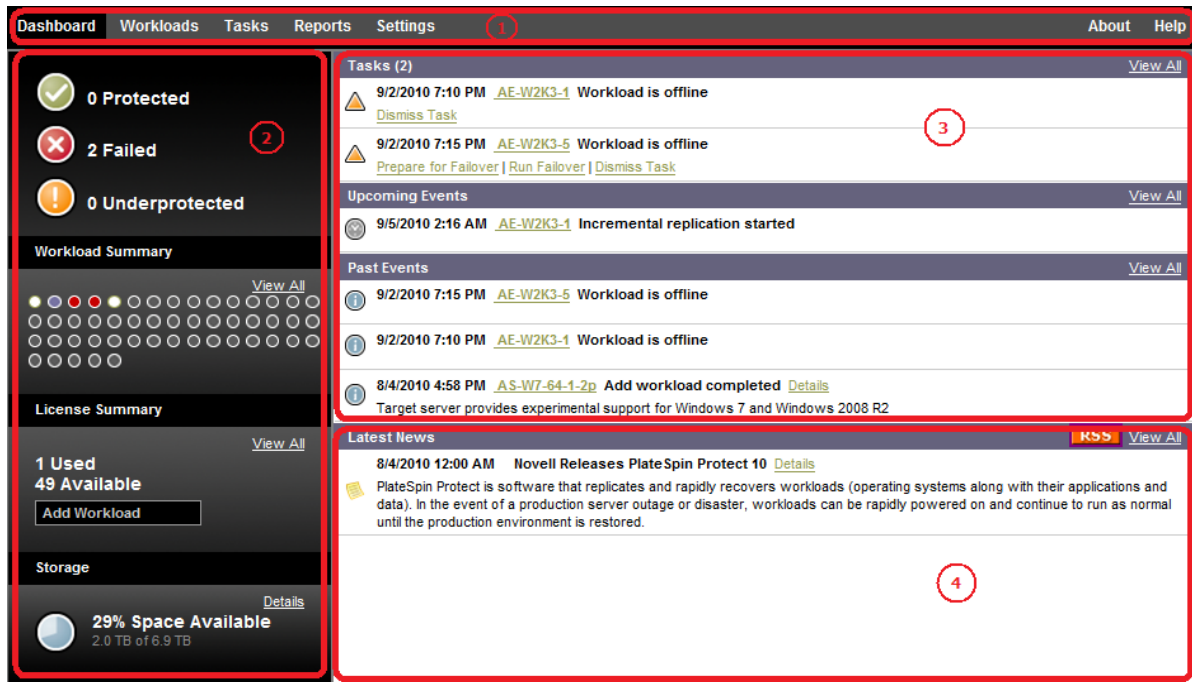 Dashboard Workloads Tasks Reports Settings 1 About Help
0 Protected
2 Failed
2
0 Underprotected
Workload Summary
View All
License Summary
View All
1 Used
49 Available
Add Workload
Storage
Details
29% Space Available
2.0 TB of 6.9 TB
Tasks (2) View All
9/2/2010 7:10 PM AE-W2K3-1 Workload is offline
Dismiss Task
3
9/2/2010 7:15 PM AE-W2K3-5 Workload is offline
Prepare for Failover | Run Failover | Dismiss Task
Upcoming Events View All
9/5/2010 2:16 AM AE-W2K3-1 Incremental replication started
Past Events View All
9/2/2010 7:15 PM AE-W2K3-5 Workload is offline
9/2/2010 7:10 PM AE-W2K3-1 Workload is offline
8/4/2010 4:58 PM AS-W7-64-1-2p Add workload completed Details
Target server provides experimental support for Windows 7 and Windows 2008 R2
Latest News RSS View All
8/4/2010 12:00 AM Novell Releases PlateSpin Protect 10 Details
PlateSpin Protect is software that replicates and rapidly recovers workloads (operating systems along with their applications and
data). In the event of a production server outage or disaster, workloads can be rapidly powered on and continue to run as normal
until the production environment is restored.
4